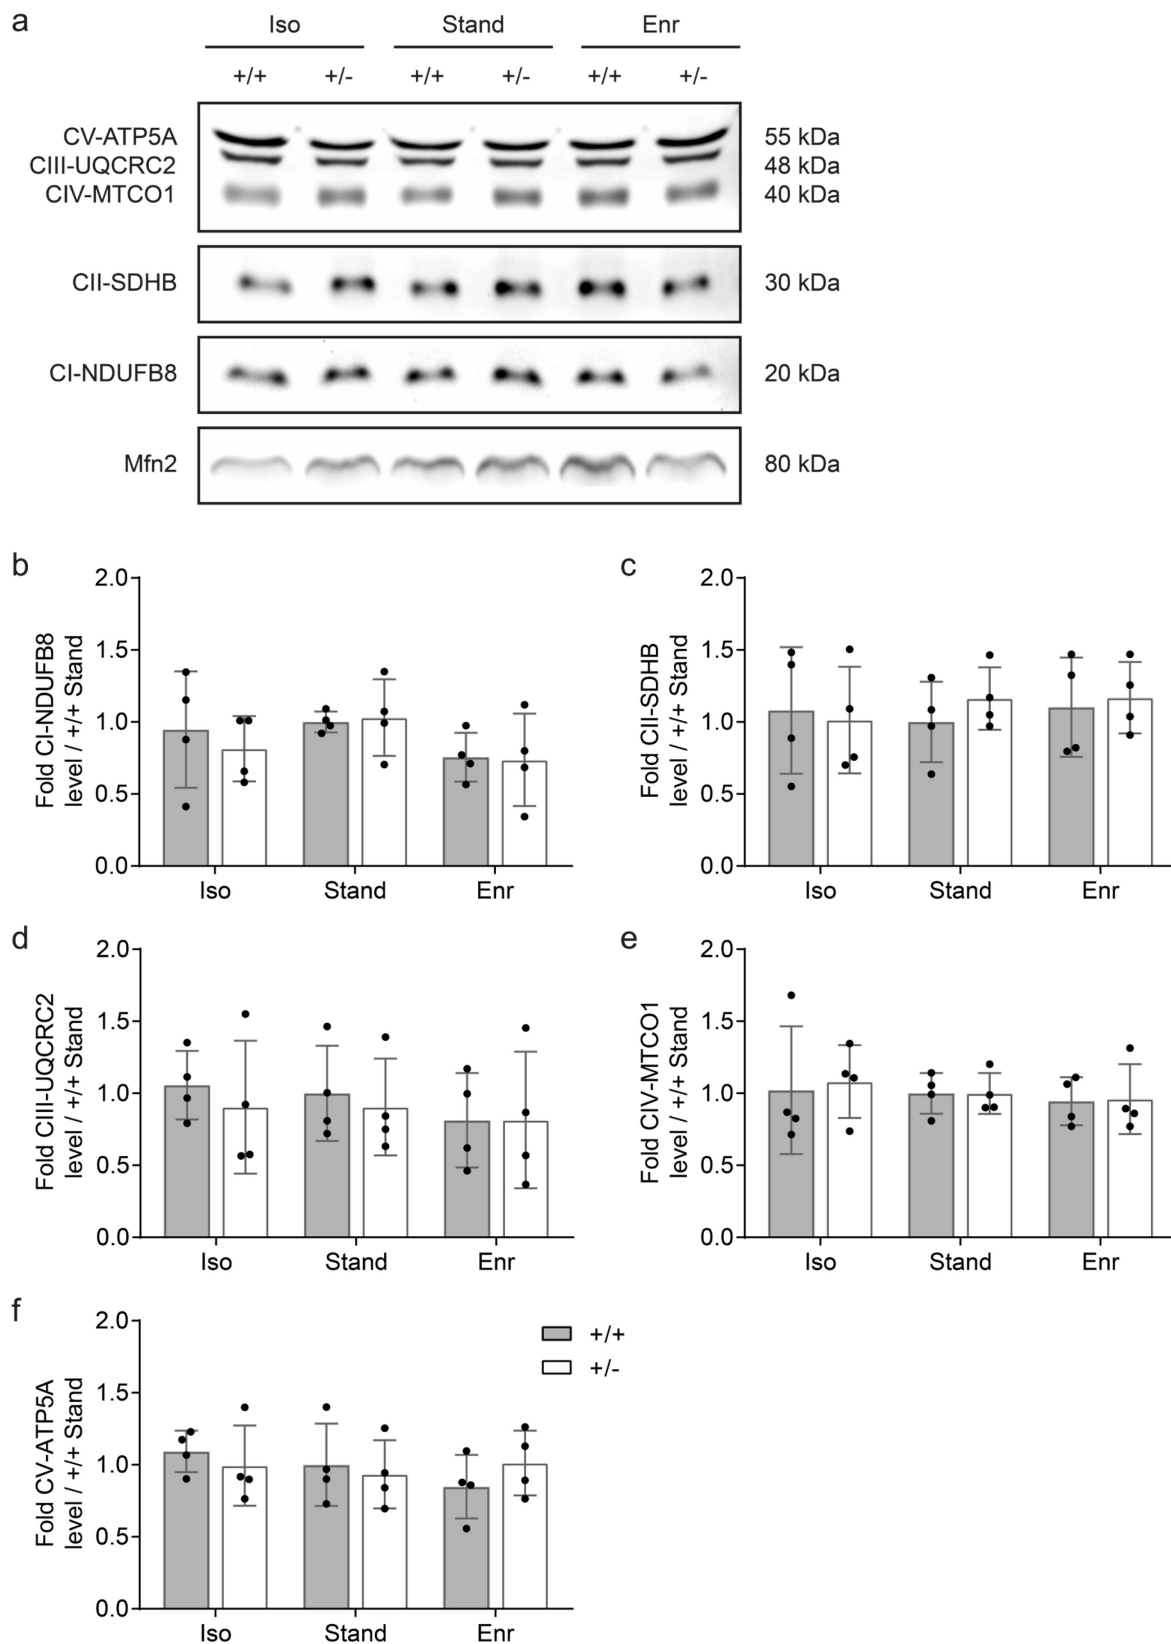 a
Iso Stand Enr
+/+ +/- +/+ +/- +/+ +/-
CV-ATP5A 55 kDa
CIII-UQCRC2 48 kDa
CIV-MTCO1 40 kDa
CII-SDHB 30 kDa
CI-NDUFB8 20 kDa
Mfn2 80 kDa
b
Fold CI-NDUFB8
level / +/+ Stand
2.0
1.5
1.0
0.5
0.0
Iso Stand Enr
c
Fold CII-SDHB
level / +/+ Stand
2.0
1.5
1.0
0.5
0.0
Iso Stand Enr
d
Fold CIII-UQCRC2
level / +/+ Stand
2.0
1.5
1.0
0.5
0.0
Iso Stand Enr
e
Fold CIV-MTCO1
level / +/+ Stand
2.0
1.5
1.0
0.5
0.0
Iso Stand Enr
f
Fold CV-ATP5A
level / +/+ Stand
2.0
1.5
1.0
0.5
0.0
Iso Stand Enr
+/+
+/-